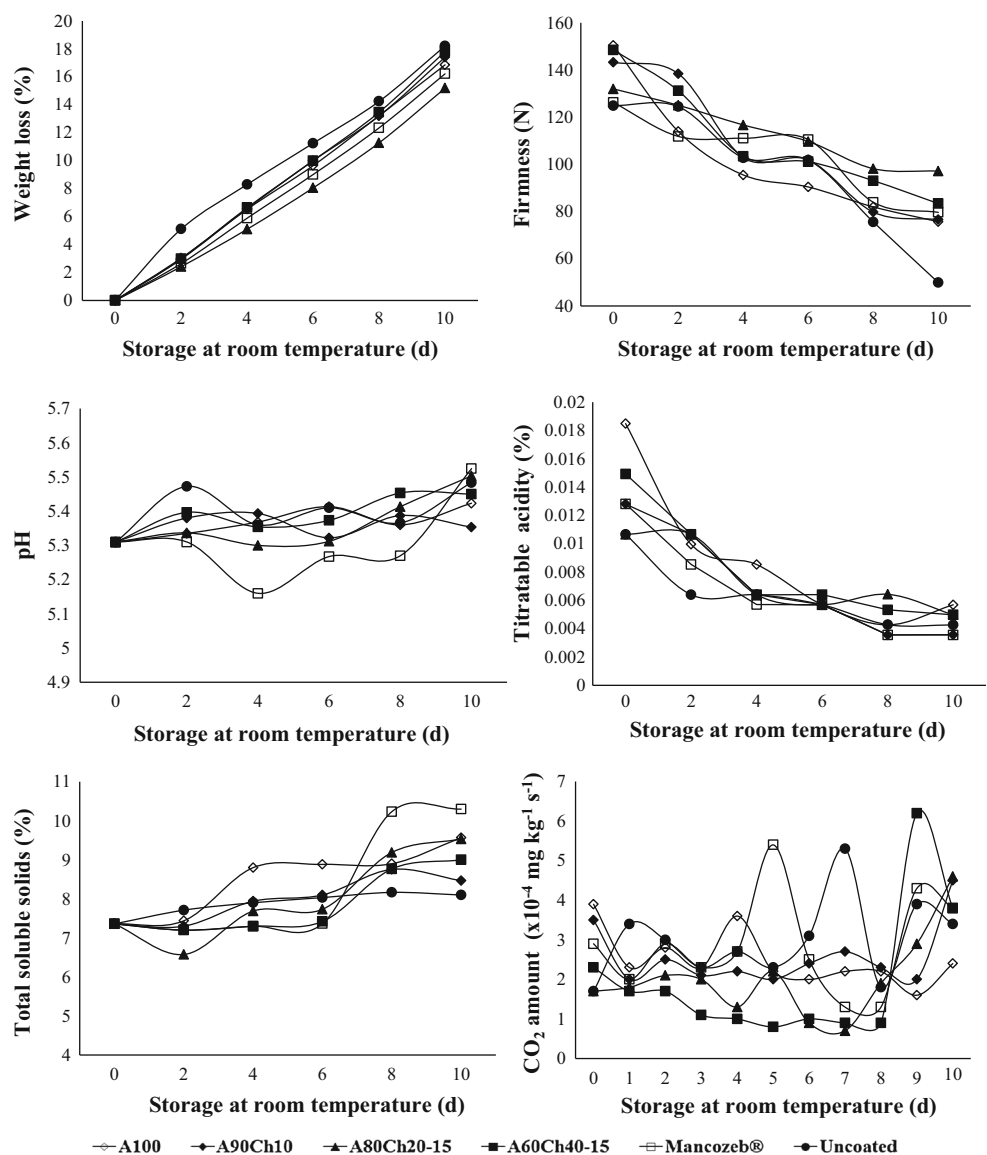 Weight loss (%)
20
18
16
14
12
10
8
6
4
2
0
0 2 4 6 8 10
Storage at room temperature (d)
Firmness (N)
160
140
120
100
80
60
40
0 2 4 6 8 10
Storage at room temperature (d)
pH
5.7
5.6
5.5
5.4
5.3
5.2
5.1
5
4.9
0 2 4 6 8 10
Storage at room temperature (d)
Titratable acidity (%)
0.02
0.018
0.016
0.014
0.012
0.01
0.008
0.006
0.004
0.002
0
0 2 4 6 8 10
Storage at room temperature (d)
Total soluble solids (%)
11
10
9
8
7
6
5
4
0 2 4 6 8 10
Storage at room temperature (d)
CO₂ amount (x10⁻⁴ mg kg⁻¹ s⁻¹)
7
6
5
4
3
2
1
0
0 1 2 3 4 5 6 7 8 9 10
Storage at room temperature (d)
A100 A90Ch10 A80Ch20-15 A60Ch40-15 Mancozeb® Uncoated